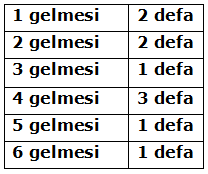 1 gelmesi 2 defa
2 gelmesi 2 defa
3 gelmesi 1 defa
4 gelmesi 3 defa
5 gelmesi 1 defa
6 gelmesi 1 defa